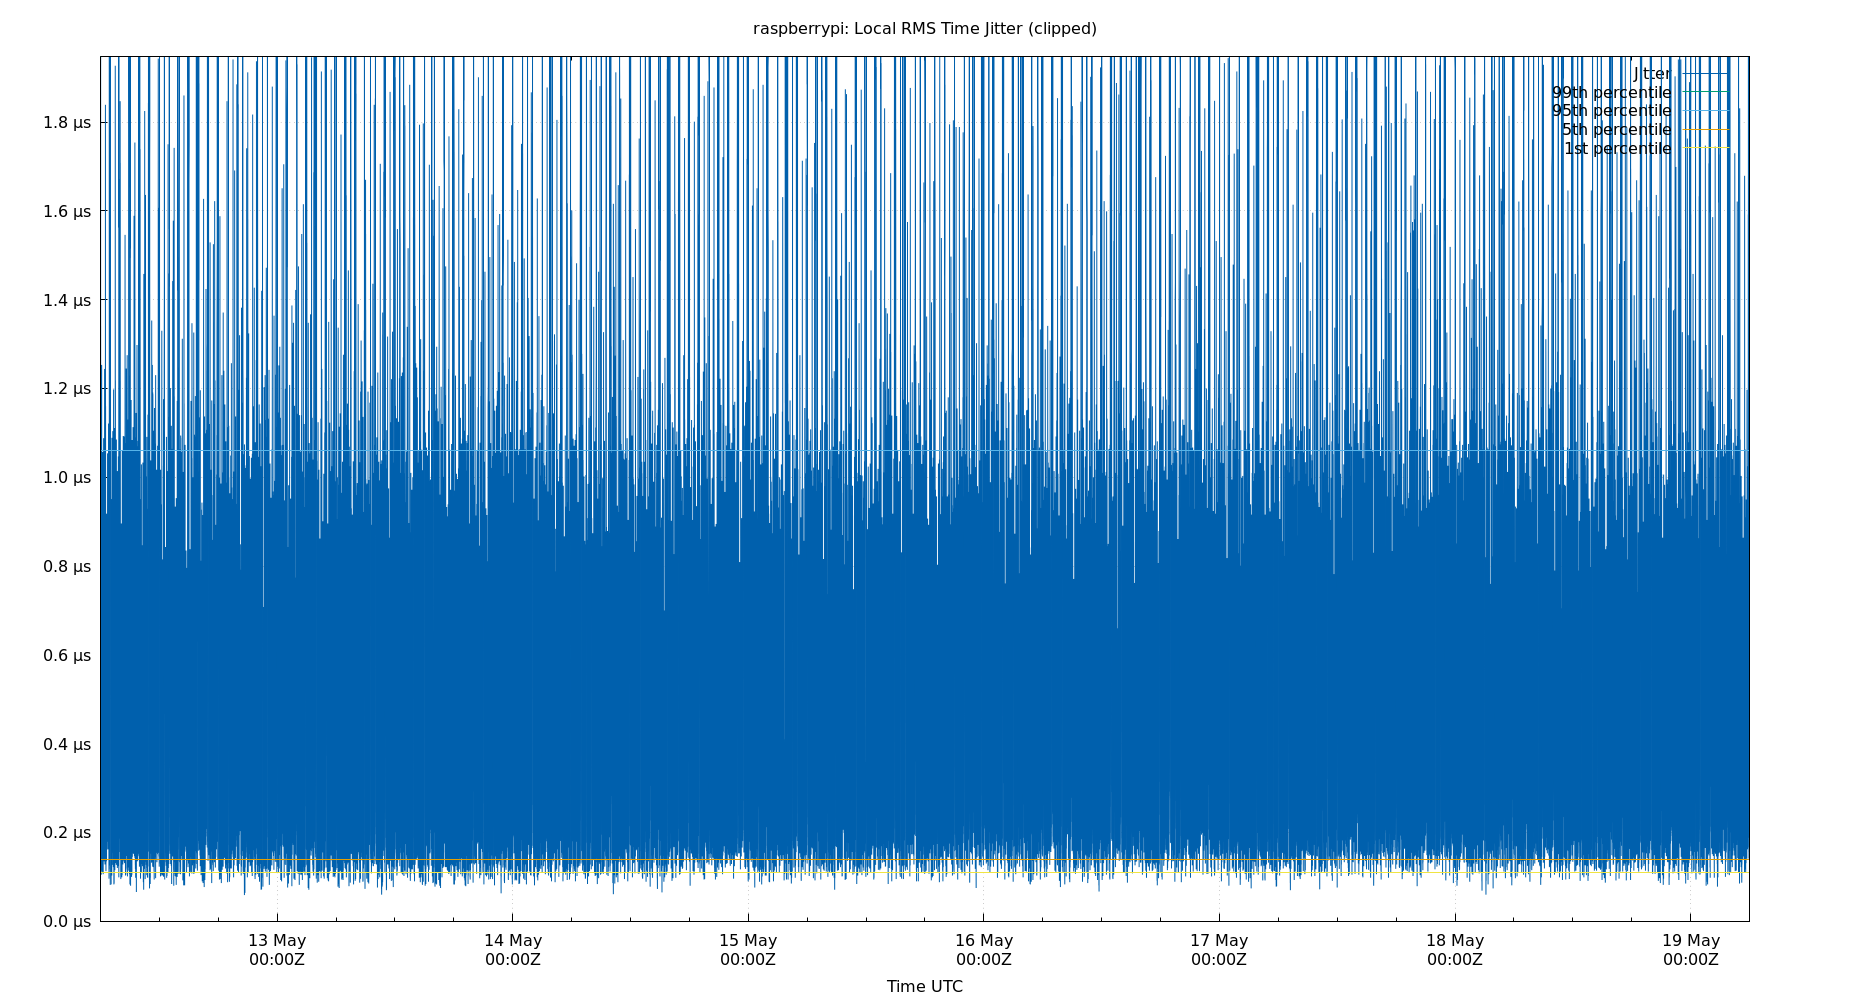 raspberrypi: Local RMS Time Jitter (clipped)
Jitter
99th percentile
95th percentile
5th percentile
1st percentile
1.8 μs
1.6 μs
1.4 μs
1.2 μs
1.0 μs
0.8 μs
0.6 μs
0.4 μs
0.2 μs
0.0 μs
13 May 14 May 15 May 16 May 17 May 18 May 19 May
00:00Z 00:00Z 00:00Z 00:00Z 00:00Z 00:00Z 00:00Z
Time UTC